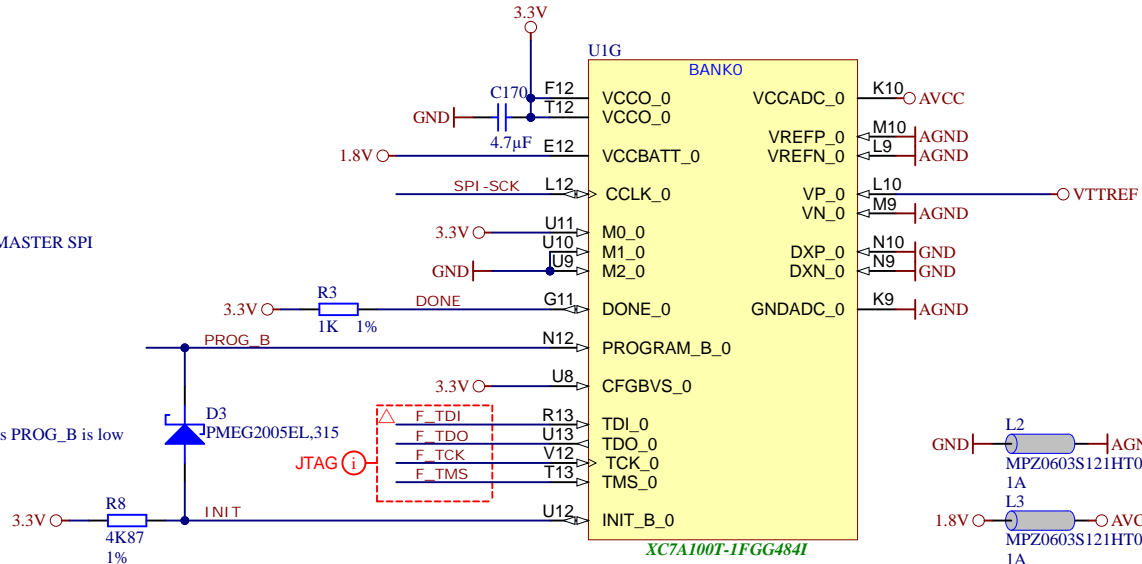 3.3V
U1G
BANK0
C170
4.7µF
GND
F12
T12
VCCO_0
VCCO_0
VCCADC_0
K10
AVCC
VREFP_0
M10
AGND
VREFN_0
L9
AGND
1.8V
E12
VCCBATT_0
SPI-SCK
L12
CCLK_0
VP_0
L10
VTTREF
VN_0
M9
AGND
MASTER SPI
3.3V
U11
M0_0
U10
M1_0
GND
U9
M2_0
DXP_0
N10
GND
DXN_0
N9
GND
3.3V
R3
1K 1%
DONE
G11
DONE_0
GNDADC_0
K9
AGND
PROG_B
N12
PROGRAM_B_0
3.3V
U8
CFGBVS_0
s PROG_B is low
D3
PMEG2005EL,315
JTAG
i
F_TDI
R13
TDI_0
F_TDO
U13
TDO_0
F_TCK
V12
TCK_0
F_TMS
T13
TMS_0
3.3V
R8
4K87
1%
INIT
U12
INIT_B_0
XC7A100T-1FGG484I
GND
L2
AGN
MPZ0603S121HT0
1A
1.8V
L3
AVC
MPZ0603S121HT0
1A